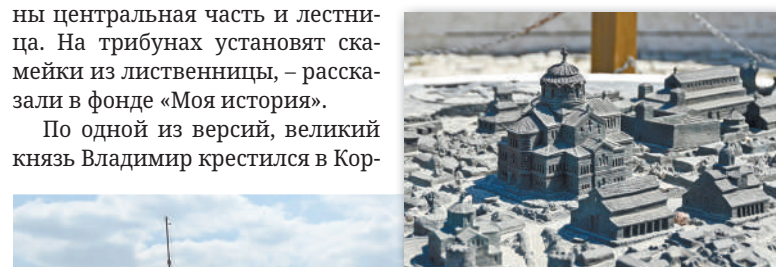 ны центральная часть и лестни-
ца. На трибунах установят ска-
мейки из лиственницы, – расска-
зали в фонде «Моя история».
По одной из версий, великий
князь Владимир крестился в Кор-